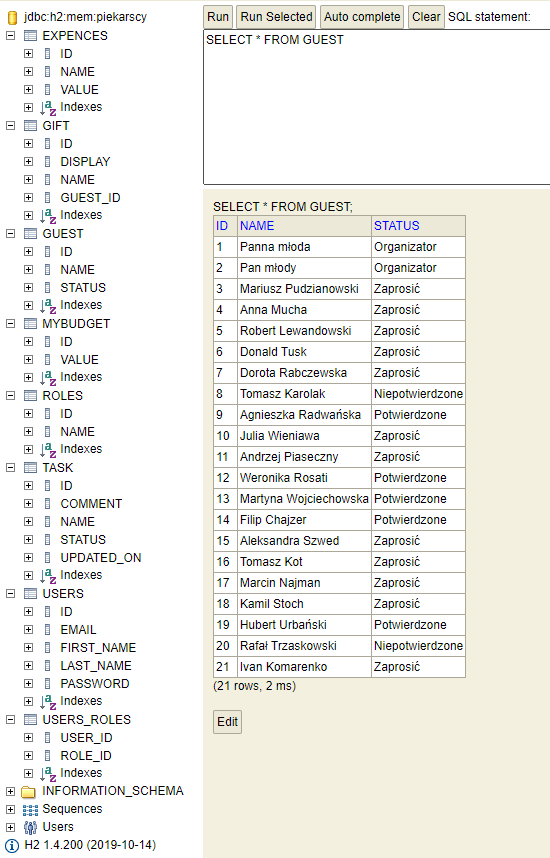 jdbc:h2:mem:piekarscy
EXPENCES
ID
NAME
VALUE
Indexes
GIFT
ID
DISPLAY
NAME
GUEST_ID
Indexes
GUEST
ID
NAME
STATUS
Indexes
MYBUDGET
ID
VALUE
Indexes
ROLES
ID
NAME
Indexes
TASK
ID
COMMENT
NAME
STATUS
UPDATED_ON
Indexes
USERS
ID
EMAIL
FIRST_NAME
LAST_NAME
PASSWORD
Indexes
USERS_ROLES
USER_ID
ROLE_ID
Indexes
INFORMATION_SCHEMA
Sequences
Users
H2 1.4.200 (2019-10-14)
Run Run Selected Auto complete Clear SQL statement:
SELECT * FROM GUEST
SELECT * FROM GUEST;
ID NAME STATUS
1 Panna młoda Organizator
2 Pan młody Organizator
3 Mariusz Pudzianowski Zaprosić
4 Anna Mucha Zaprosić
5 Robert Lewandowski Zaprosić
6 Donald Tusk Zaprosić
7 Dorota Rabczewska Zaprosić
8 Tomasz Karolak Niepotwierdzone
9 Agnieszka Radwańska Potwierdzone
10 Julia Wieniawa Zaprosić
11 Andrzej Piaseczny Zaprosić
12 Weronika Rosati Potwierdzone
13 Martyna Wojciechowska Potwierdzone
14 Filip Chajzer Potwierdzone
15 Aleksandra Szwed Zaprosić
16 Tomasz Kot Zaprosić
17 Marcin Najman Zaprosić
18 Kamil Stoch Zaprosić
19 Hubert Urbański Potwierdzone
20 Rafał Trzaskowski Niepotwierdzone
21 Ivan Komarenko Zaprosić
(21 rows, 2 ms)
Edit